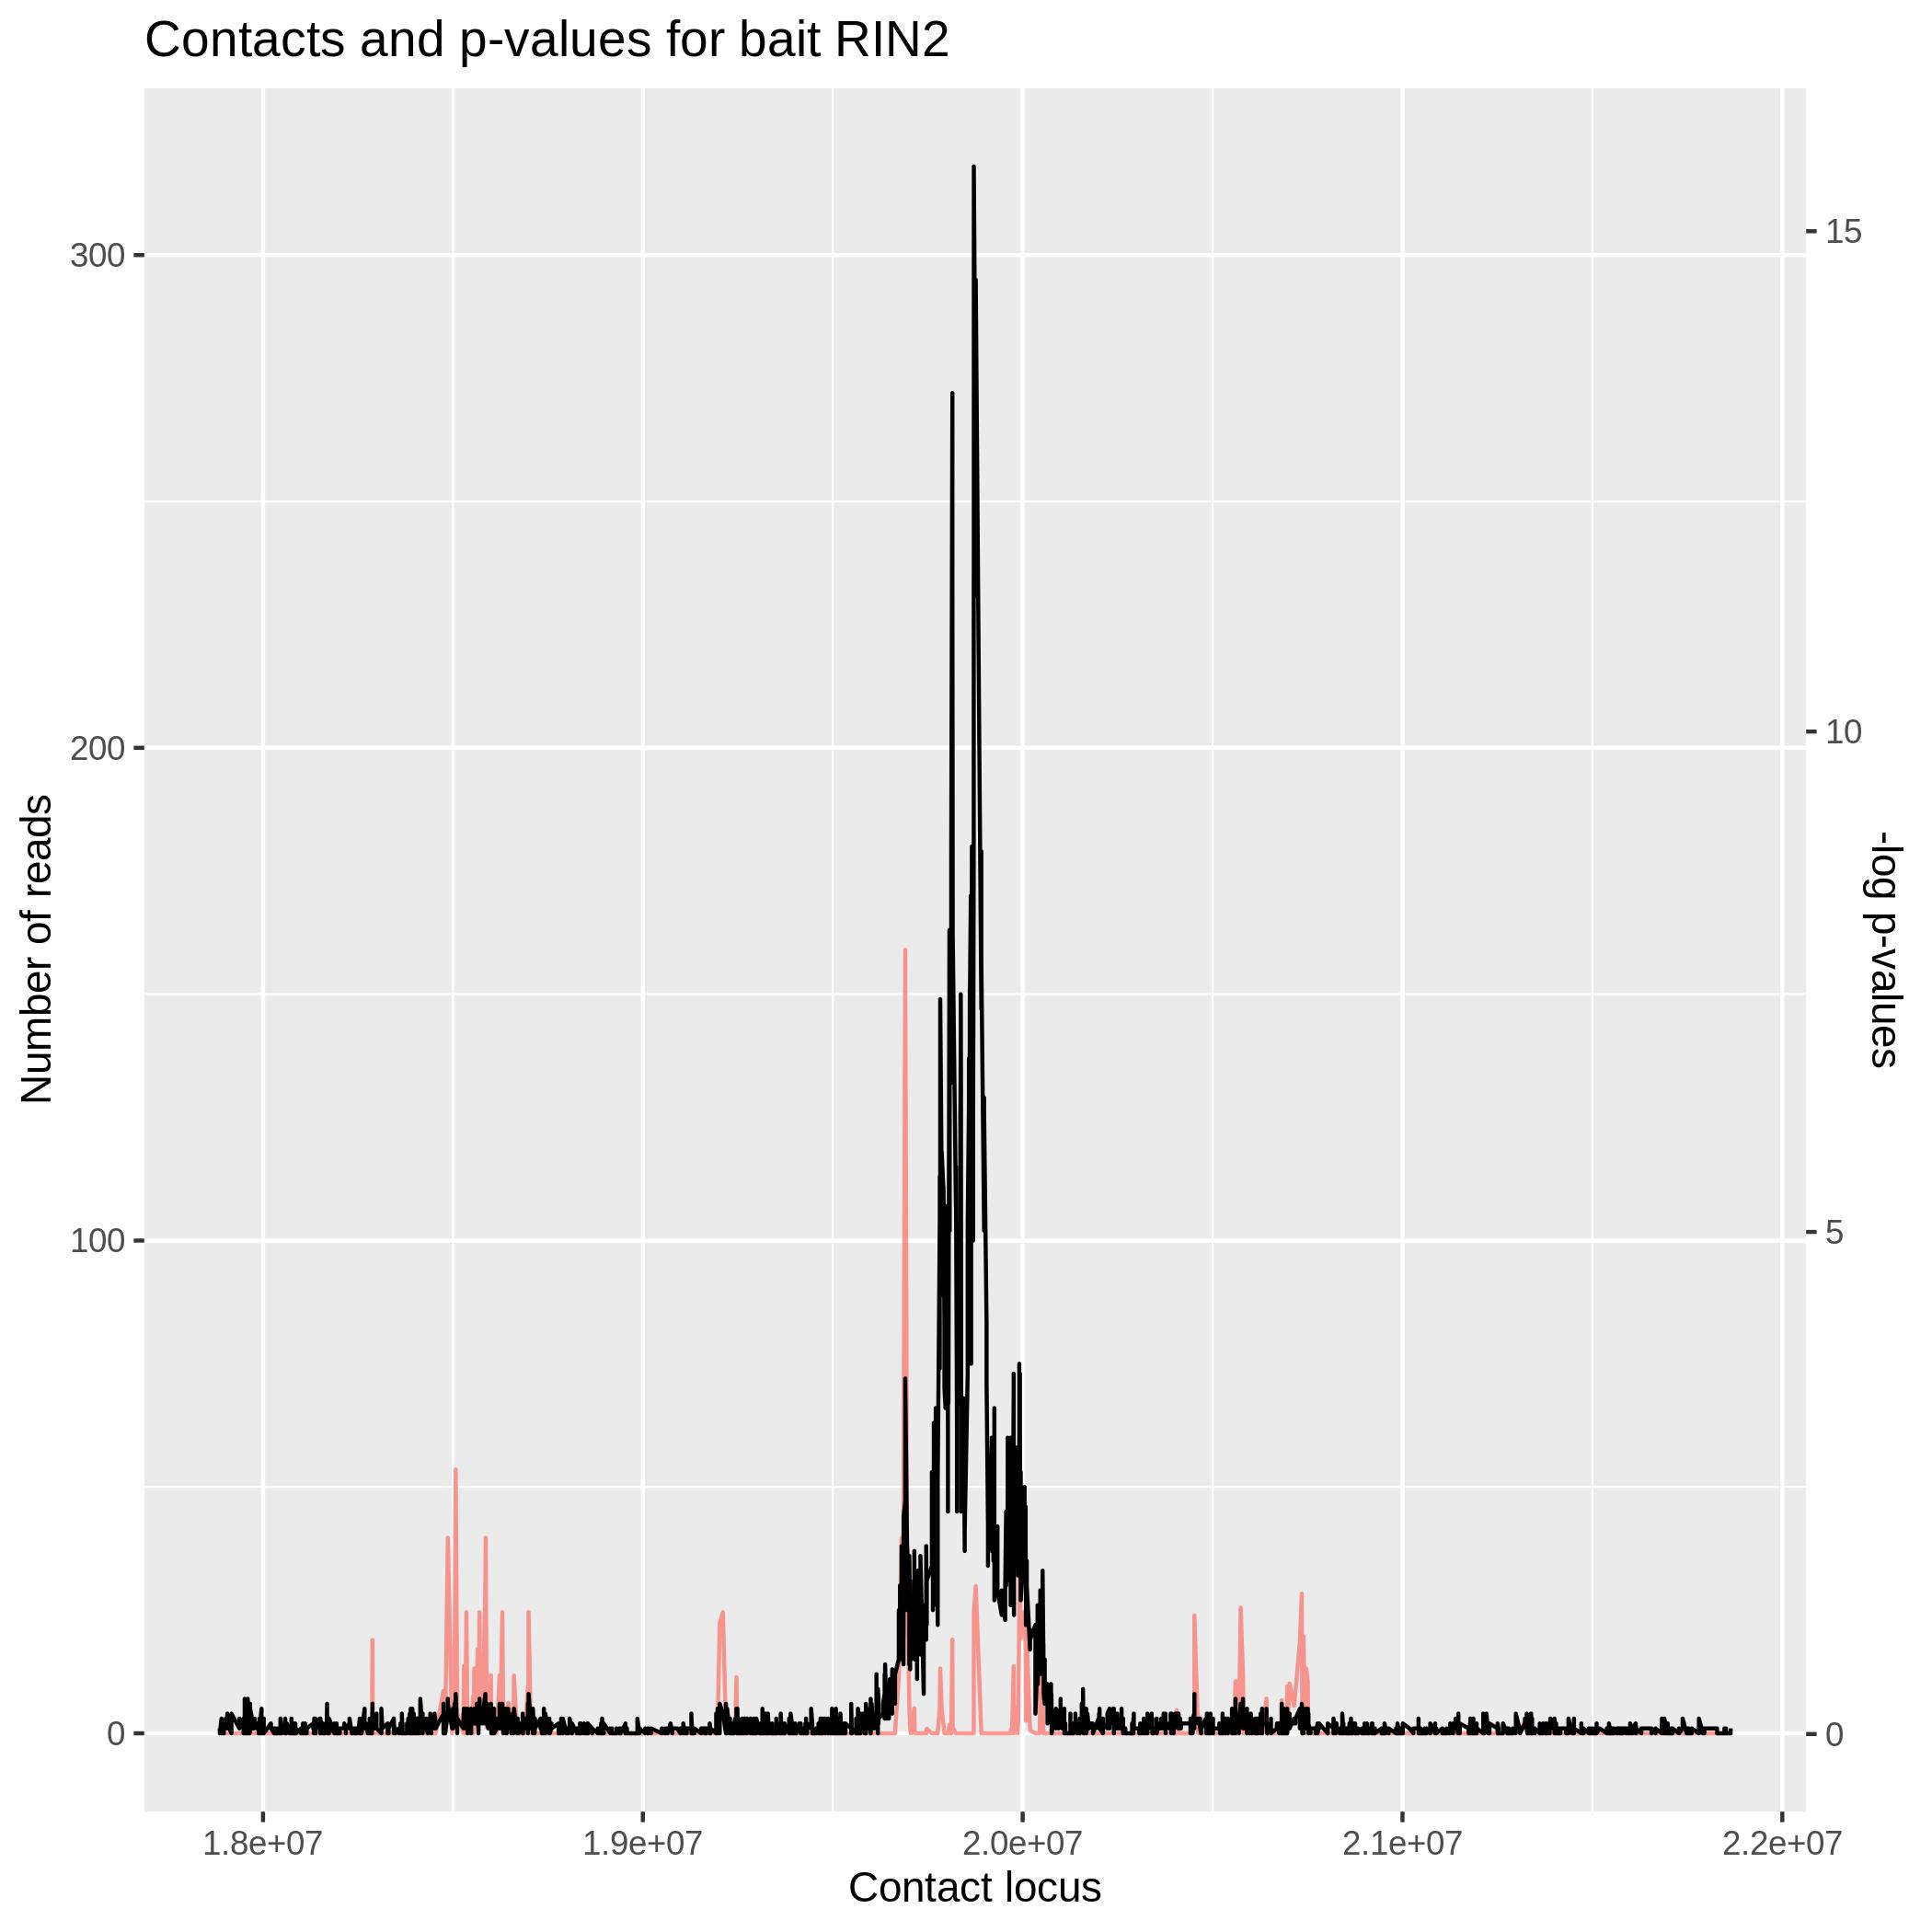 Contacts and p-values for bait RIN2
Number of reads
300
200
100
0
15
10
5
0
-log p-values
1.8e+07
1.9e+07
2.0e+07
2.1e+07
2.2e+07
Contact locus